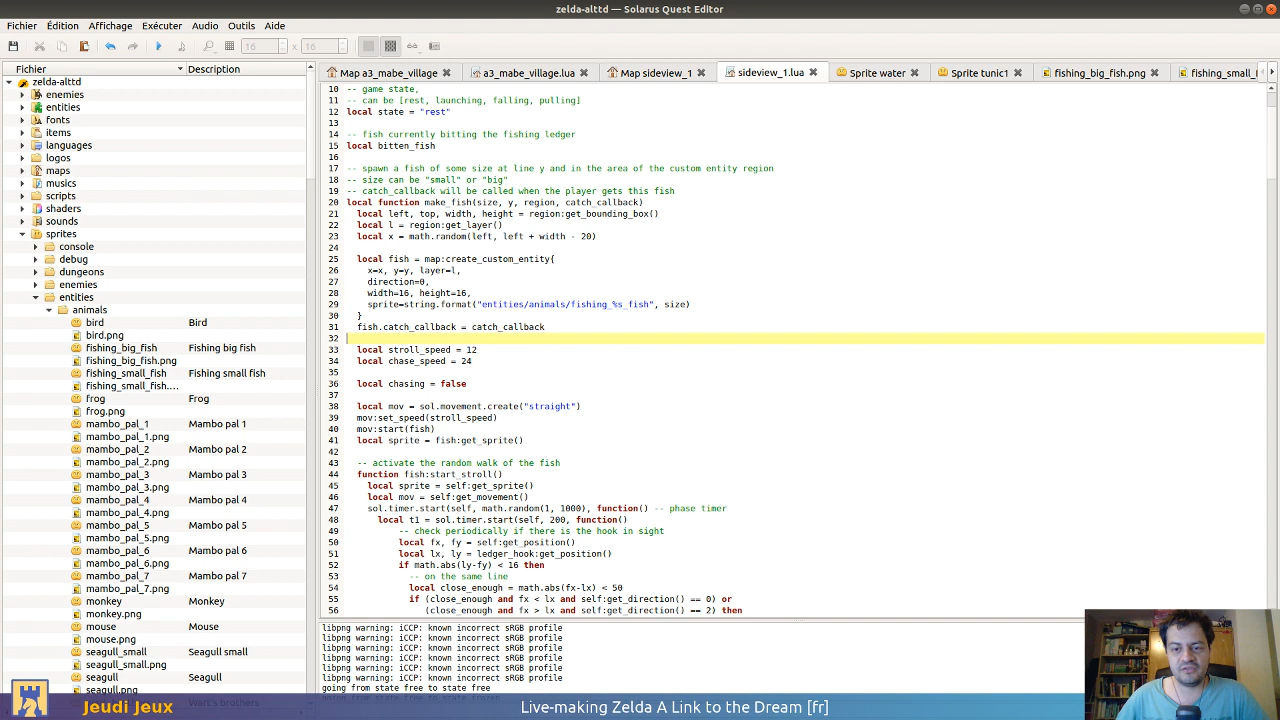 zelda-alttd — Solarus Quest Editor
Fichier Édition Affichage Exécuter Audio Outils Aide
16 x 16
Fichier Description
Map a3_mabe_village a3_mabe_village.lua Map sideview_1 sideview_1.lua Sprite water Sprite tunic1 fishing_big_fish.png fishing_small_f
zelda-alttd
enemies
entities
fonts
items
languages
logos
maps
musics
scripts
shaders
sounds
sprites
console
debug
dungeons
enemies
entities
animals
bird Bird
bird.png
fishing_big_fish Fishing big fish
fishing_big_fish.png
fishing_small_fish Fishing small fish
fishing_small_fish....
frog Frog
frog.png
mambo_pal_1 Mambo pal 1
mambo_pal_1.png
mambo_pal_2 Mambo pal 2
mambo_pal_2.png
mambo_pal_3 Mambo pal 3
mambo_pal_3.png
mambo_pal_4 Mambo pal 4
mambo_pal_4.png
mambo_pal_5 Mambo pal 5
mambo_pal_5.png
mambo_pal_6 Mambo pal 6
mambo_pal_6.png
mambo_pal_7 Mambo pal 7
mambo_pal_7.png
monkey Monkey
monkey.png
mouse Mouse
mouse.png
seagull_small Seagull small
seagull_small.png
seagull Seagull
seagull.png
10 -- game state,
11 -- can be [rest, launching, falling, pulling]
12 local state = "rest"
13
14 -- fish currently bitting the fishing ledger
15 local bitten_fish
16
17 -- spawn a fish of some size at line y and in the area of the custom entity region
18 -- size can be "small" or "big"
19 -- catch_callback will be called when the player gets this fish
20 local function make_fish(size, y, region, catch_callback)
21 local left, top, width, height = region:get_bounding_box()
22 local l = region:get_layer()
23 local x = math.random(left, left + width - 20)
24
25 local fish = map:create_custom_entity{
26 x=x, y=y, layer=l,
27 direction=0,
28 width=16, height=16,
29 sprite=string.format("entities/animals/fishing_%s_fish", size)
30 }
31 fish.catch_callback = catch_callback
32
33 local stroll_speed = 12
34 local chase_speed = 24
35
36 local chasing = false
37
38 local mov = sol.movement.create("straight")
39 mov:set_speed(stroll_speed)
40 mov:start(fish)
41 local sprite = fish:get_sprite()
42
43 -- activate the random walk of the fish
44 function fish:start_stroll()
45 local sprite = self:get_sprite()
46 local mov = self:get_movement()
47 sol.timer.start(self, math.random(1, 1000), function() -- phase timer
48 local t1 = sol.timer.start(self, 200, function()
49 -- check periodically if there is the hook in sight
50 local fx, fy = self:get_position()
51 local lx, ly = ledger_hook:get_position()
52 if math.abs(ly-fy) < 16 then
53 -- on the same line
54 local close_enough = math.abs(fx-lx) < 50
55 if (close_enough and fx < lx and self:get_direction() == 0) or
56 (close_enough and fx > lx and self:get_direction() == 2) then
libpng warning: iCCP: known incorrect sRGB profile
libpng warning: iCCP: known incorrect sRGB profile
libpng warning: iCCP: known incorrect sRGB profile
libpng warning: iCCP: known incorrect sRGB profile
libpng warning: iCCP: known incorrect sRGB profile
libpng warning: iCCP: known incorrect sRGB profile
going from state free to state free
going from state free to state frozen
Jeudi Jeux
Live-making Zelda A Link to the Dream [fr]